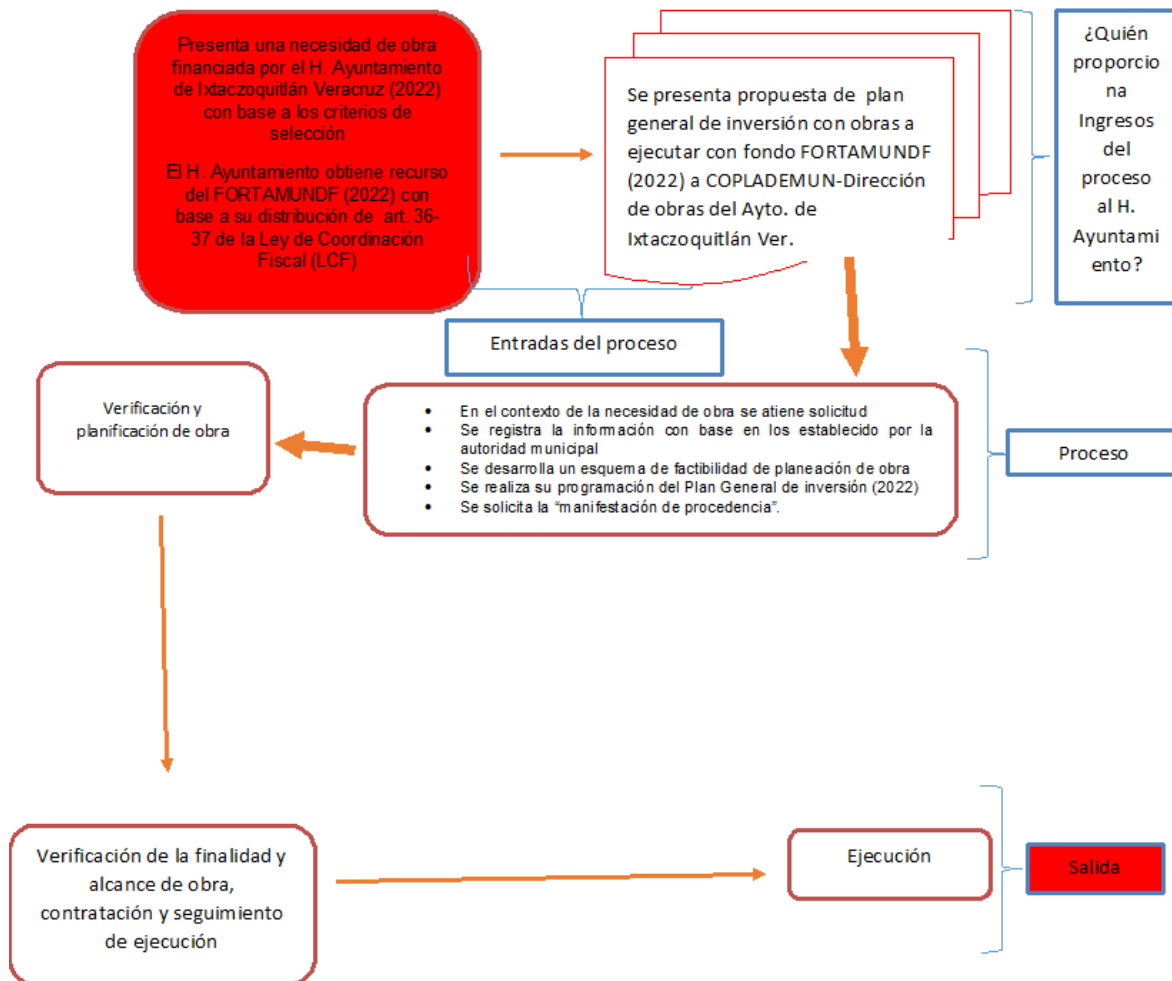 Presenta una necesidad de obra
financiada por el H. Ayuntamiento
de Ixtaczoquitlán Veracruz (2022)
con base a los criterios de
selección
El H. Ayuntamiento obtiene recurso
del FORTAMUNDF (2022) con
base a su distribución de art. 36-
37 de la Ley de Coordinación
Fiscal (LCF)
Se presenta propuesta de plan
general de inversión con obras a
ejecutar con fondo FORTAMUNDF
(2022) a COPLADEMUN-Dirección
de obras del Ayto. de
Ixtaczoquitlán Ver.
¿Quién
proporcio
na
Ingresos
del
proceso
al H.
Ayuntami
ento?
Entradas del proceso
Verificación y
planificación de obra
• En el contexto de la necesidad de obra se atiene solicitud
• Se registra la información con base en los establecido por la
autoridad municipal
• Se desarrolla un esquema de factibilidad de planeación de obra
• Se realiza su programación del Plan General de inversión (2022)
• Se solicita la “manifestación de procedencia”.
Proceso
Verificación de la finalidad y
alcance de obra,
contratación y seguimiento
de ejecución
Ejecución
Salida